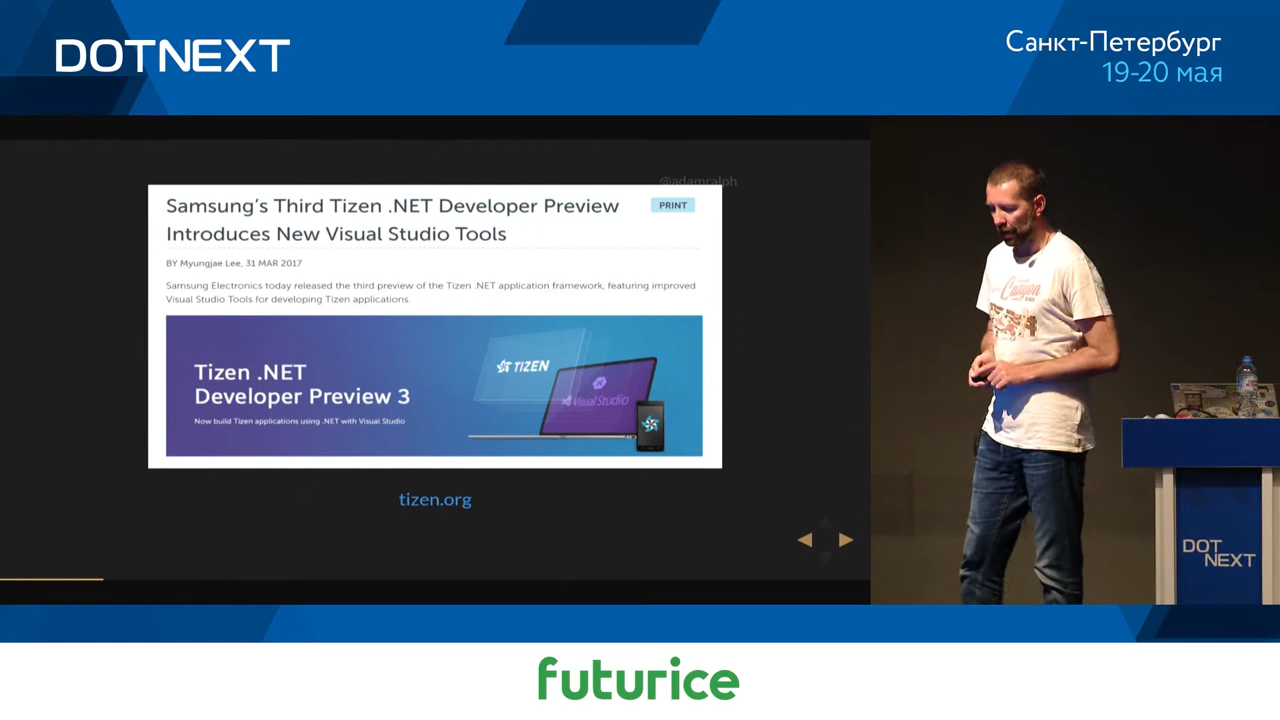 DOTNEXT
Санкт-Петербург
19-20 мая
@adamralph
Samsung's Third Tizen .NET Developer Preview
Introduces New Visual Studio Tools
PRINT
BY Myungjae Lee, 31 MAR 2017
Samsung Electronics today released the third preview of the Tizen .NET application framework, featuring improved
Visual Studio Tools for developing Tizen applications.
Tizen .NET
Developer Preview 3
Now build Tizen applications using .NET with Visual Studio
TIZEN
Visual Studio
tizen.org
DOT
NEXT
futurice